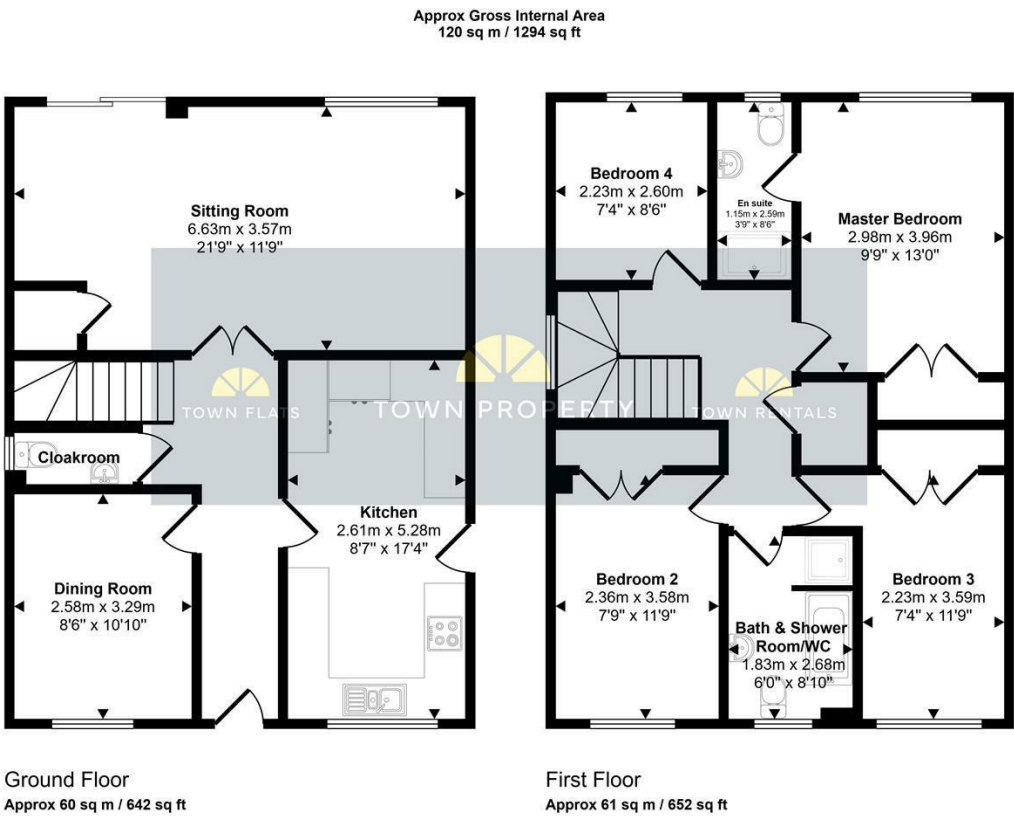 Approx Gross Internal Area
120 sq m / 1294 sq ft
Sitting Room
6.63m x 3.57m
21'9" x 11'9"
Cloakroom
Dining Room
2.58m x 3.29m
8'6" x 10'10"
Kitchen
2.61m x 5.28m
8'7" x 17'4"
Bedroom 4
2.23m x 2.60m
7'4" x 8'6"
En suite
1.15m x 2.59m
3'9" x 8'6"
Master Bedroom
2.98m x 3.96m
9'9" x 13'0"
TOWN FLATS
TOWN PROPERTY
TOWN RENTALS
Bedroom 2
2.36m x 3.58m
7'9" x 11'9"
Bath & Shower
Room/WC
1.83m x 2.68m
6'0" x 8'10"
Bedroom 3
2.23m x 3.59m
7'4" x 11'9"
Ground Floor
Approx 60 sq m / 642 sq ft
First Floor
Approx 61 sq m / 652 sq ft